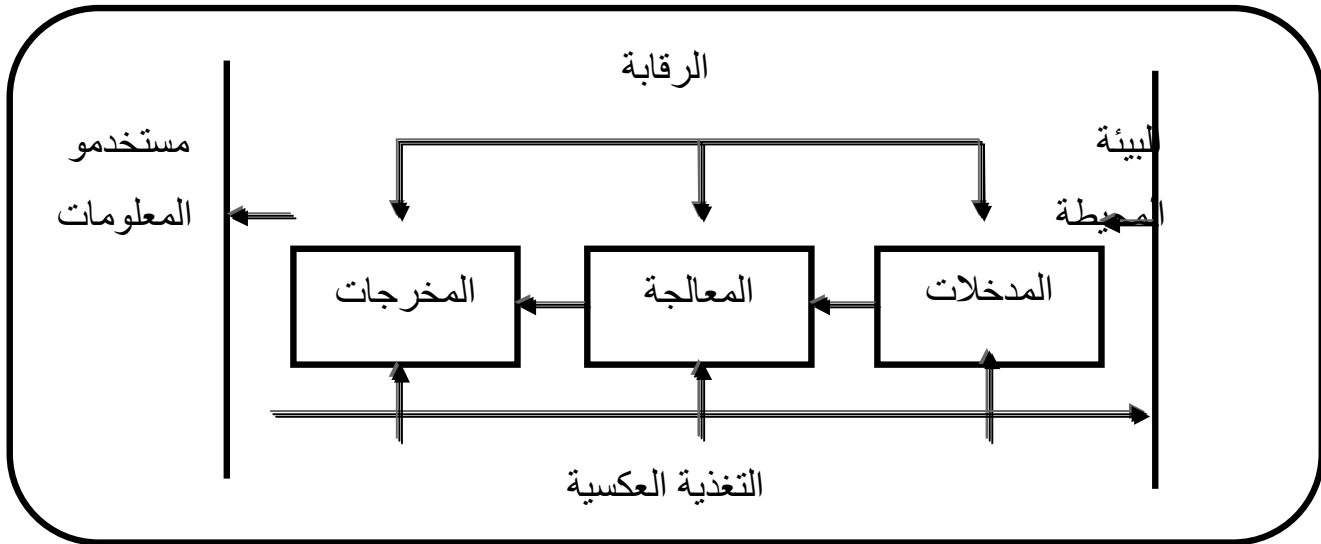 الرقابة
البيئة
المحيطة
مستخدمو
المعلومات
المدخلات
المعالجة
المخرجات
التغذية العكسية